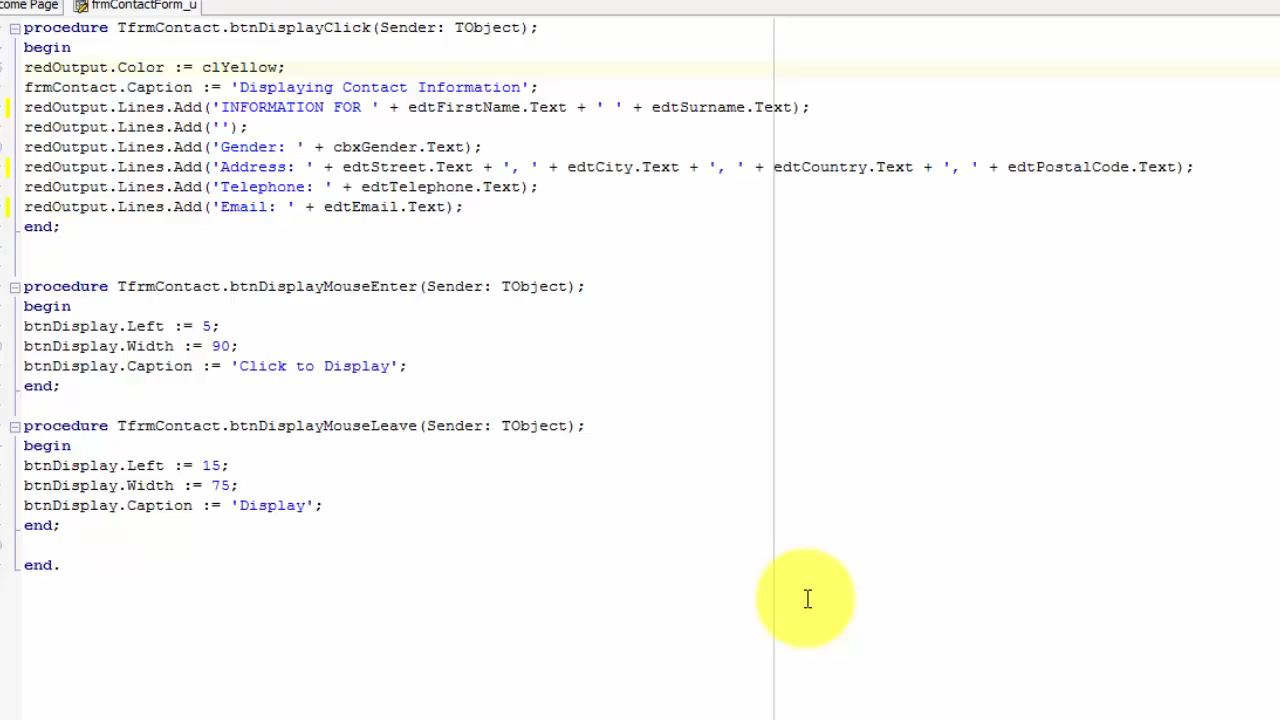 ome Page frmContactForm_u
procedure TfrmContact.btnDisplayClick(Sender: TObject);
begin
redOutput.Color := clYellow;
frmContact.Caption := 'Displaying Contact Information';
redOutput.Lines.Add('INFORMATION FOR ' + edtFirstName.Text + ' ' + edtSurname.Text);
redOutput.Lines.Add('');
redOutput.Lines.Add('Gender: ' + cbxGender.Text);
redOutput.Lines.Add('Address: ' + edtStreet.Text + ', ' + edtCity.Text + ', ' + edtCountry.Text + ', ' + edtPostalCode.Text);
redOutput.Lines.Add('Telephone: ' + edtTelephone.Text);
redOutput.Lines.Add('Email: ' + edtEmail.Text);
end;
procedure TfrmContact.btnDisplayMouseEnter(Sender: TObject);
begin
btnDisplay.Left := 5;
btnDisplay.Width := 90;
btnDisplay.Caption := 'Click to Display';
end;
procedure TfrmContact.btnDisplayMouseLeave(Sender: TObject);
begin
btnDisplay.Left := 15;
btnDisplay.Width := 75;
btnDisplay.Caption := 'Display';
end;
end.